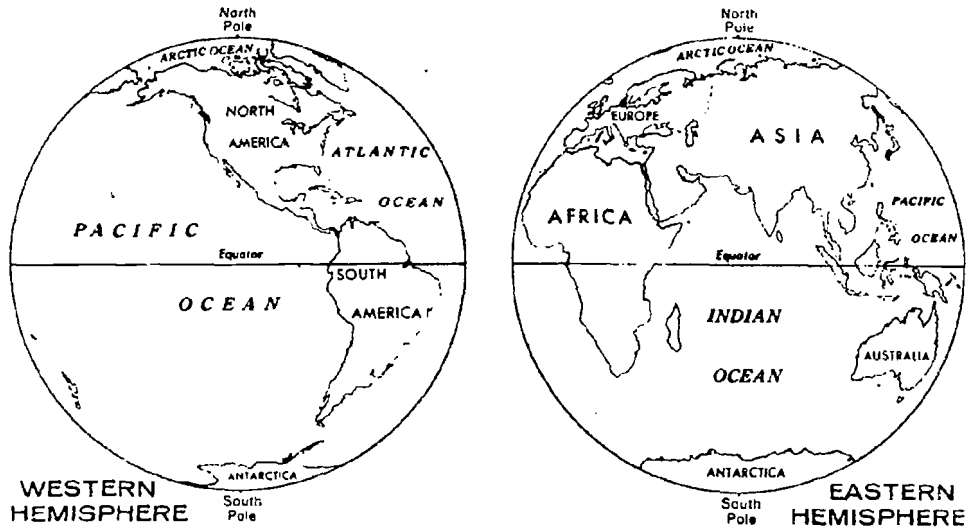 North
Pole
ARCTIC OCEAN
NORTH
AMERICA
ATLANTIC
OCEAN
PACIFIC
Equator
SOUTH
OCEAN
AMERICA
ANTARCTICA
South
Pole
WESTERN
HEMISPHERE
North
Pole
ARCTIC OCEAN
EUROPE
ASIA
AFRICA
PACIFIC
OCEAN
Equator
INDIAN
AUSTRALIA
OCEAN
ANTARCTICA
South
Pole
EASTERN
HEMISPHERE